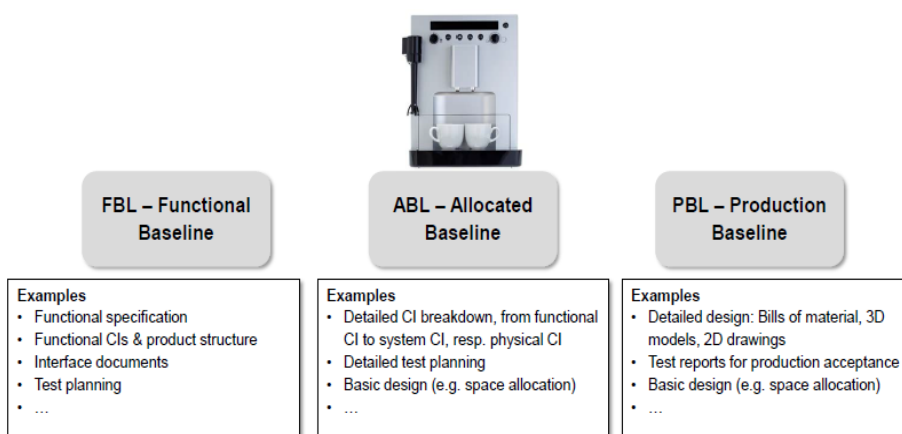 FBL – Functional
Baseline
ABL – Allocated
Baseline
PBL – Production
Baseline
Examples
• Functional specification
• Functional CIs & product structure
• Interface documents
• Test planning
• …
Examples
• Detailed CI breakdown, from functional
CI to system CI, resp. physical CI
• Detailed test planning
• Basic design (e.g. space allocation)
• …
Examples
• Detailed design: Bills of material, 3D
models, 2D drawings
• Test reports for production acceptance
• Basic design (e.g. space allocation)
• …